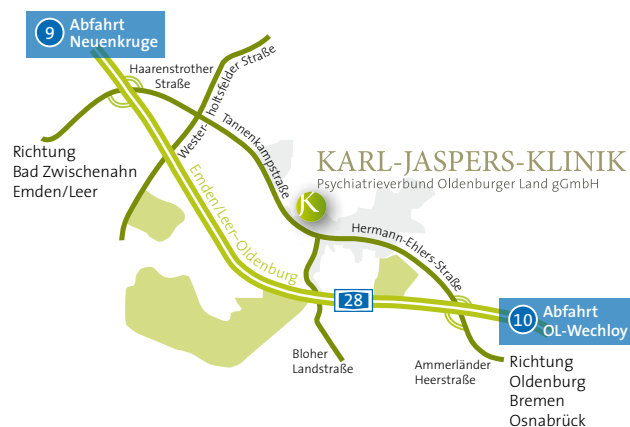 9
Abfahrt
Neuenkruge
Haarenstrother
Straße
Wester-
holtsfelder Straße
Tannenkampstraße
Richtung
Bad Zwischenahn
Emden/Leer
KARL-JASPERS-KLINIK
Psychiatrieverbund Oldenburger Land gGmbH
JK
Emden/Leer–Oldenburg
Hermann-Ehlers-Straße
28
10
Abfahrt
OL-Wechloy
Bloher
Landstraße
Ammerländer
Heerstraße
Richtung
Oldenburg
Bremen
Osnabrück